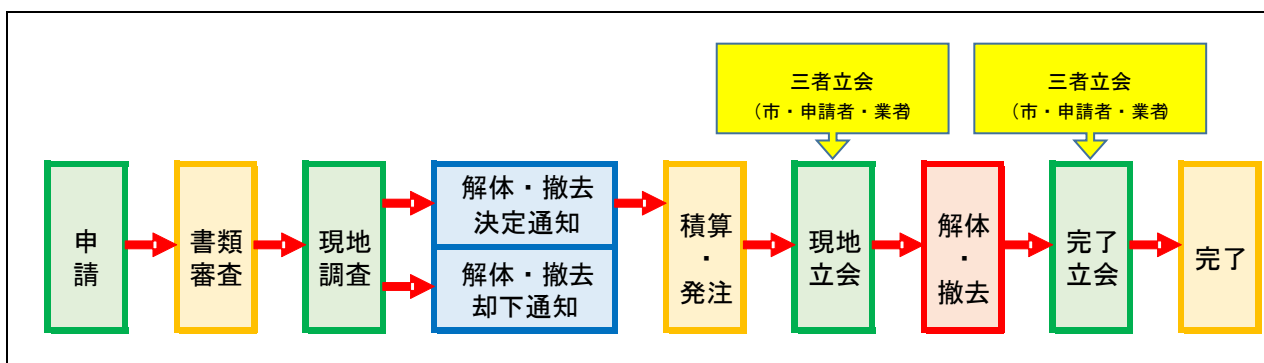 三者立会
(市・申請者・業者)
三者立会
(市・申請者・業者)
申請
書類
審査
現地
調査
解体・撤去
決定通知
解体・撤去
却下通知
積算
・
発注
現地
立会
解体
・
撤去
完了
立会
完了